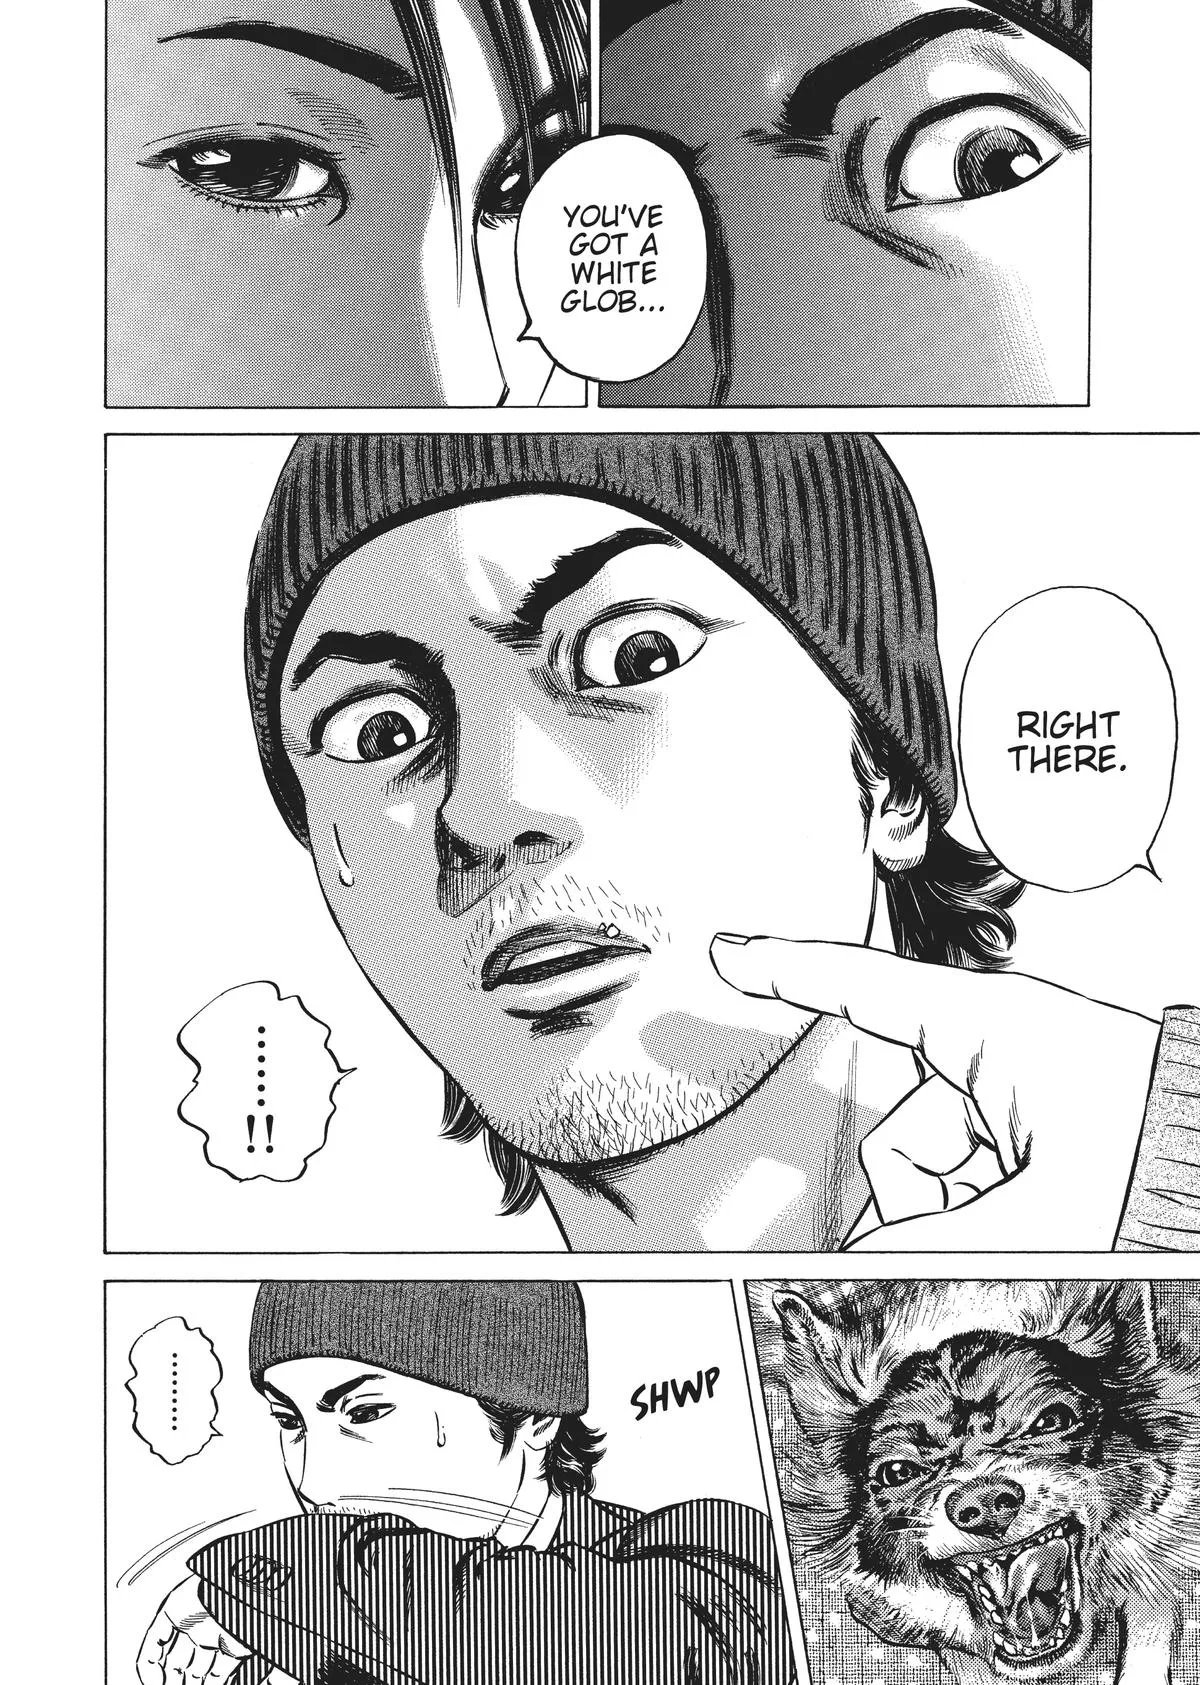 YOU'VE
GOT A
WHITE
GLOB...
RIGHT
THERE.
......!!
SHWP
........